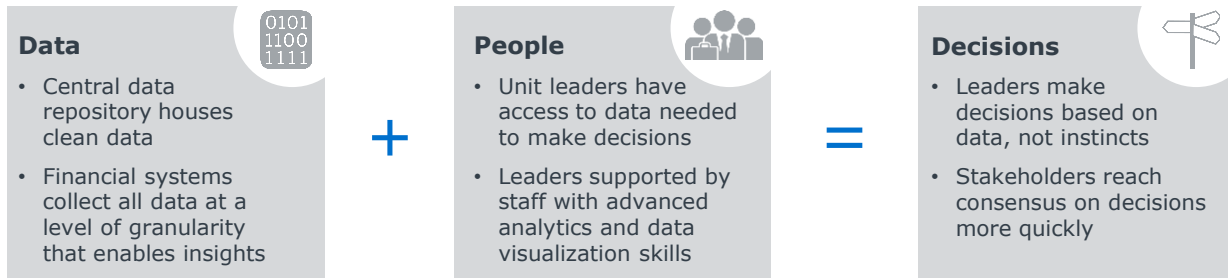 Data
0101
1100
1111
• Central data
repository houses
clean data
• Financial systems
collect all data at a
level of granularity
that enables insights
+
People
• Unit leaders have
access to data needed
to make decisions
• Leaders supported by
staff with advanced
analytics and data
visualization skills
=
Decisions
• Leaders make
decisions based on
data, not instincts
• Stakeholders reach
consensus on decisions
more quickly